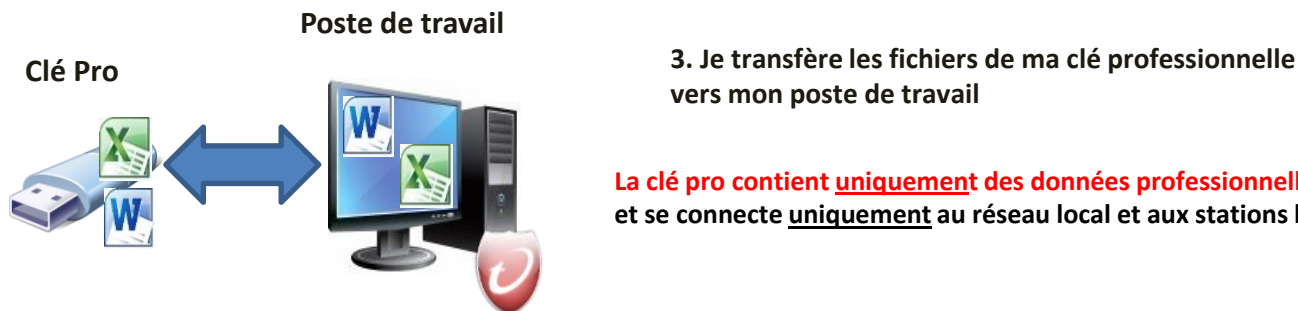 Poste de travail
Clé Pro
3. Je transfère les fichiers de ma clé professionnelle
vers mon poste de travail
La clé pro contient uniquement des données professionnell
et se connecte uniquement au réseau local et aux stations l